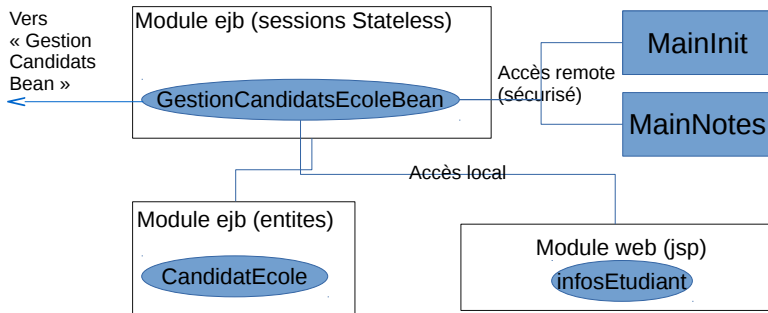 Vers
« Gestion
Candidats
Bean »
Module ejb (sessions Stateless)
GestionCandidatsEcoleBean
Accès remote
(sécurisé)
MainInit
MainNotes
Accès local
Module ejb (entites)
CandidatEcole
Module web (jsp)
infosEtudiant